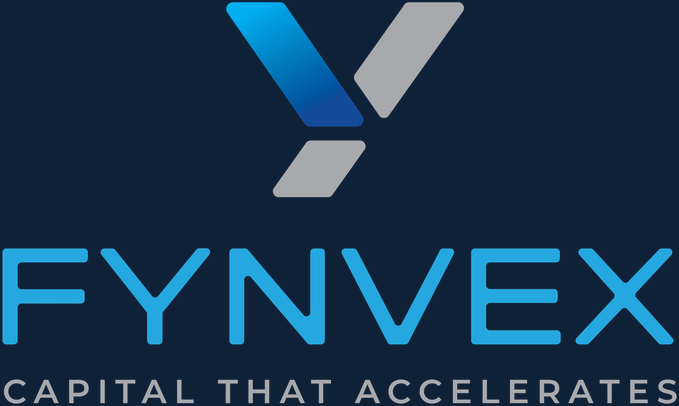 FYNVEX
CAPITAL THAT ACCELERATES